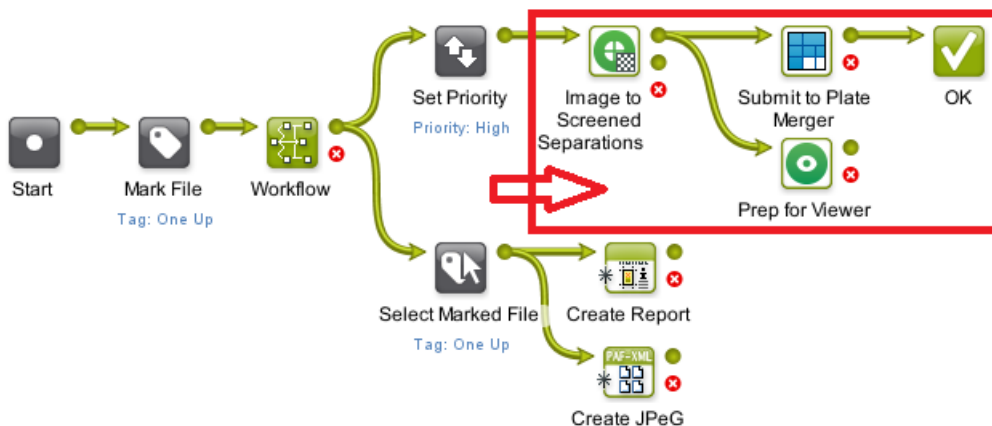 Start
Mark File
Tag: One Up
Workflow
Set Priority
Priority: High
Image to
Screened
Separations
Submit to Plate
Merger
OK
Prep for Viewer
Select Marked File
Tag: One Up
Create Report
PAF-XML
Create JPeG